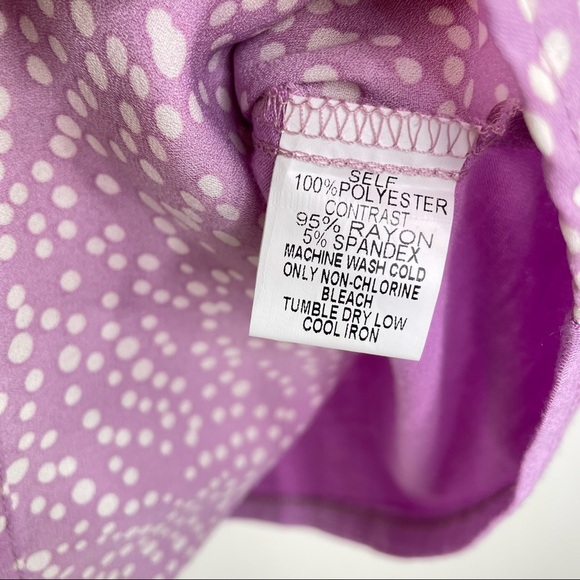 SELF
100%POLYESTER
CONTRAST
95% RAYON
5% SPANDEX
MACHINE WASH COLD
ONLY NON-CHLORINE
BLEACH
TUMBLE DRY LOW
COOL IRON